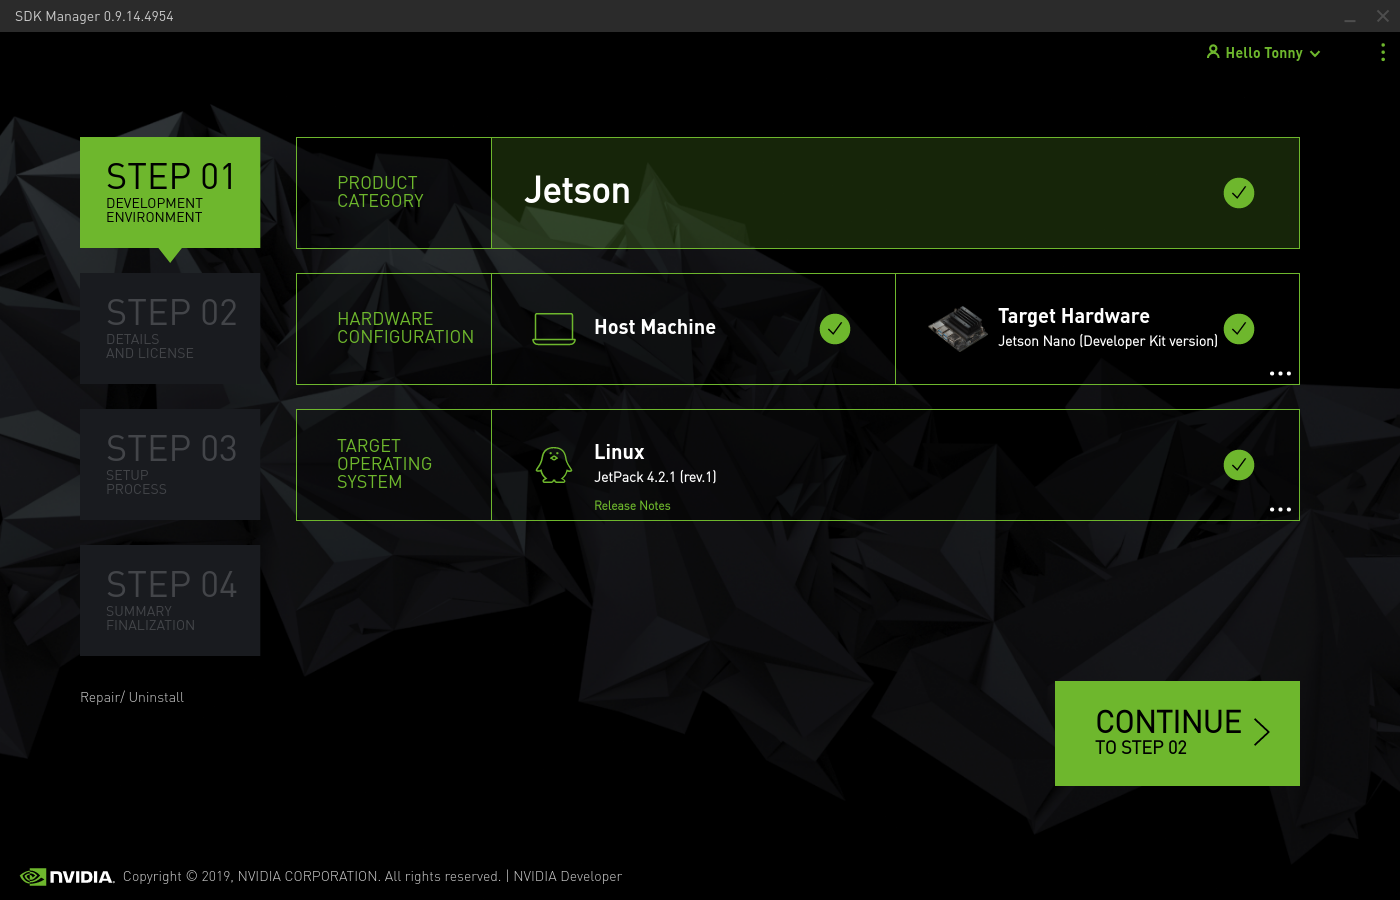 SDK Manager 0.9.14.4954
Hello Tonny
STEP 01
DEVELOPMENT
ENVIRONMENT
PRODUCT
CATEGORY
Jetson
STEP 02
DETAILS
AND LICENSE
HARDWARE
CONFIGURATION
Host Machine
Target Hardware
Jetson Nano (Developer Kit version)
STEP 03
SETUP
PROCESS
TARGET
OPERATING
SYSTEM
Linux
JetPack 4.2.1 (rev.1)
Release Notes
STEP 04
SUMMARY
FINALIZATION
Repair/ Uninstall
CONTINUE
TO STEP 02
NVIDIA. Copyright © 2019, NVIDIA CORPORATION. All rights reserved. | NVIDIA Developer